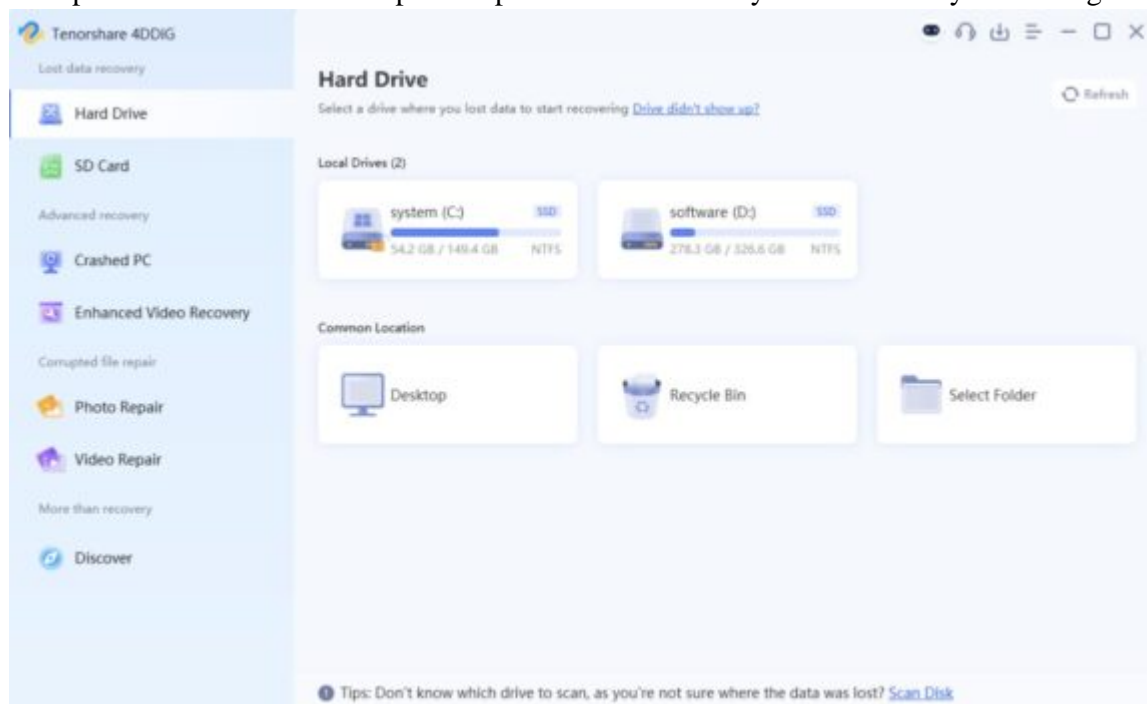 Tenorshare 4DDiG
Lost data recovery
Hard Drive
SD Card
Advanced recovery
Crashed PC
Enhanced Video Recovery
Corrupted file repair
Photo Repair
Video Repair
More than recovery
Discover
Hard Drive
Select a drive where you lost data to start recovering Drive didn't show up?
Refresh
Local Drives (2)
system (C:) SSD
54.2 GB / 149.4 GB NTFS
software (D:) SSD
278.3 GB / 326.6 GB NTFS
Common Location
Desktop
Recycle Bin
Select Folder
Tips: Don't know which drive to scan, as you're not sure where the data was lost? Scan Disk